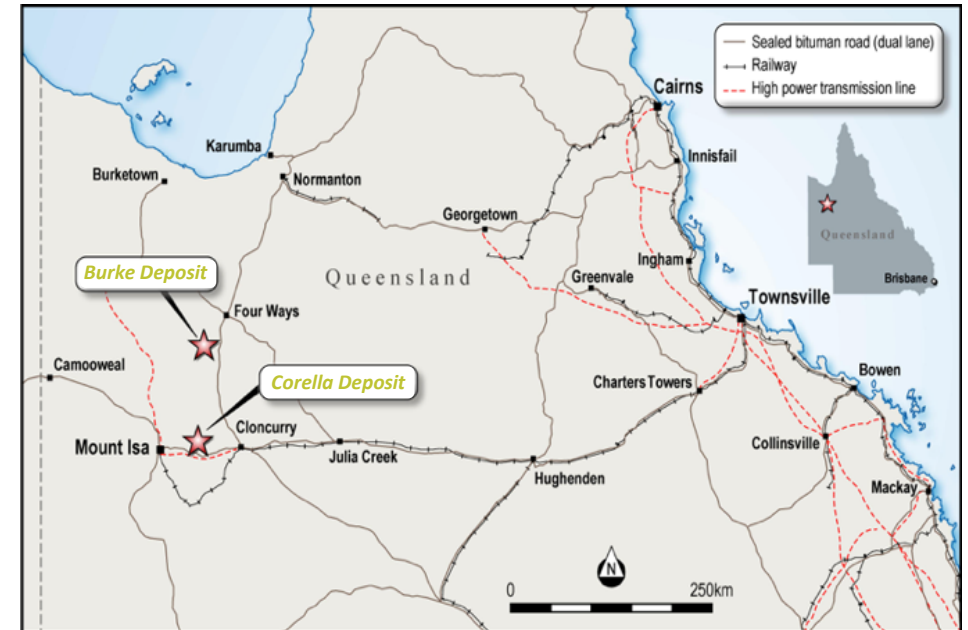 Sealed bituman road (dual lane)
Railway
High power transmission line
Cairns
Karumba
Innisfail
Burketown
Normanton
Georgetown
Queensland
Brisbane
Ingham
Burke Deposit
Queensland
Greenvale
Townsville
Four Ways
Camooweal
Corella Deposit
Charters Towers
Bowen
Mount Isa
Cloncurry
Julia Creek
Collinsville
Hughenden
Mackay
N
0
250km